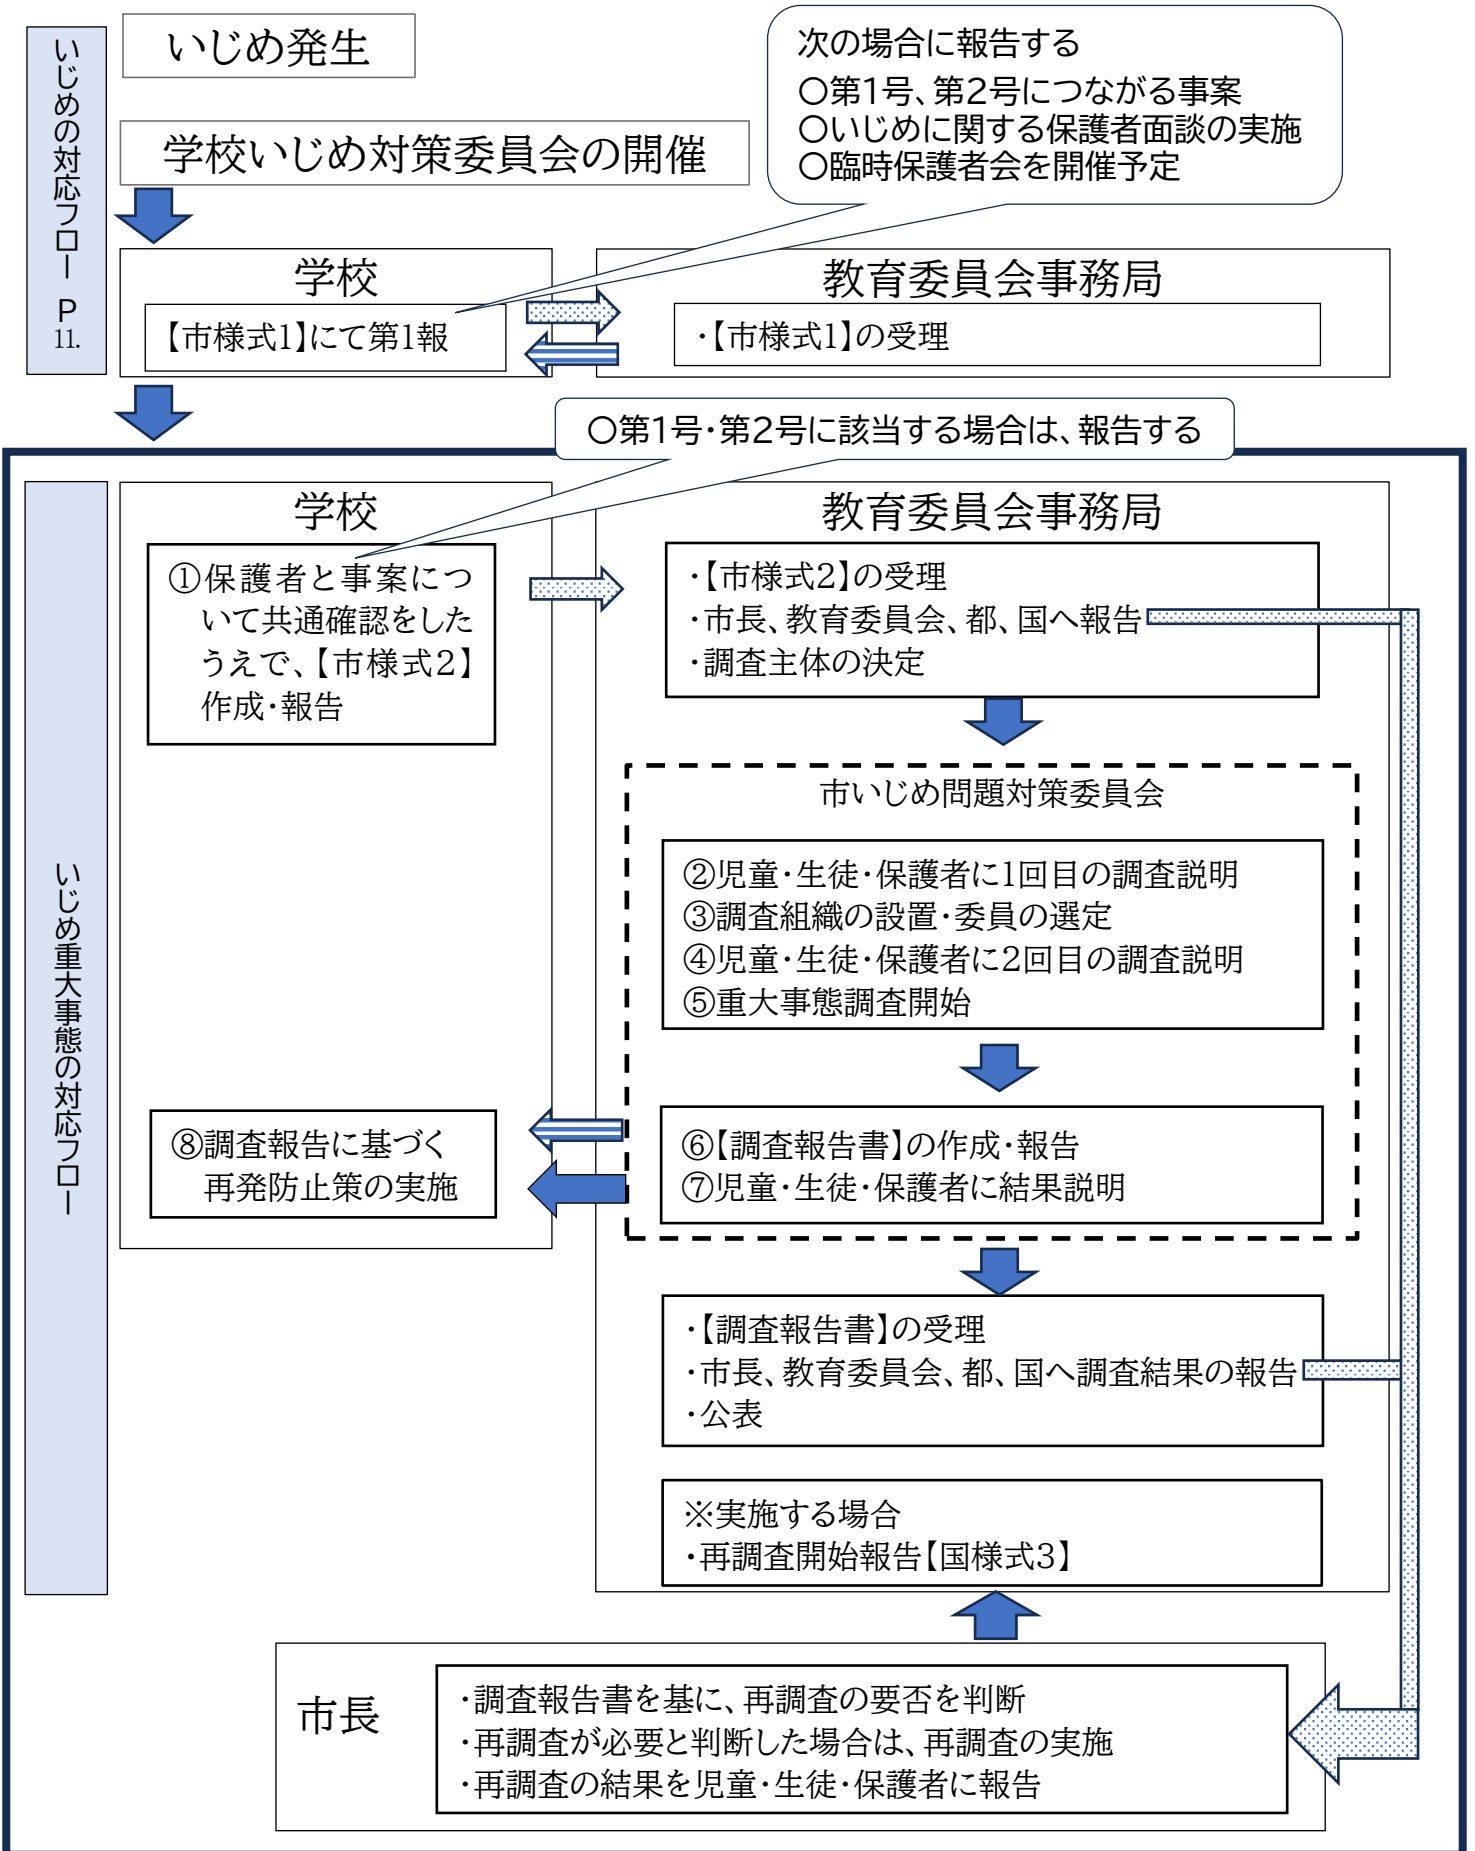 いじめの対応フロー P11.
いじめ発生
学校いじめ対策委員会の開催
次の場合に報告する
〇第1号、第2号につながる事案
〇いじめに関する保護者面談の実施
〇臨時保護者会を開催予定
学校
【市様式1】にて第1報
教育委員会事務局
・【市様式1】の受理
〇第1号・第2号に該当する場合は、報告する
いじめ重大事態の対応フロー
学校
①保護者と事案につ
いて共通確認をした
うえで、【市様式2】
作成・報告
教育委員会事務局
・【市様式2】の受理
・市長、教育委員会、都、国へ報告
・調査主体の決定
市いじめ問題対策委員会
②児童・生徒・保護者に1回目の調査説明
③調査組織の設置・委員の選定
④児童・生徒・保護者に2回目の調査説明
⑤重大事態調査開始
⑥【調査報告書】の作成・報告
⑦児童・生徒・保護者に結果説明
⑧調査報告に基づく
再発防止策の実施
・【調査報告書】の受理
・市長、教育委員会、都、国へ調査結果の報告
・公表
※実施する場合
・再調査開始報告【国様式3】
市長
・調査報告書を基に、再調査の要否を判断
・再調査が必要と判断した場合は、再調査の実施
・再調査の結果を児童・生徒・保護者に報告